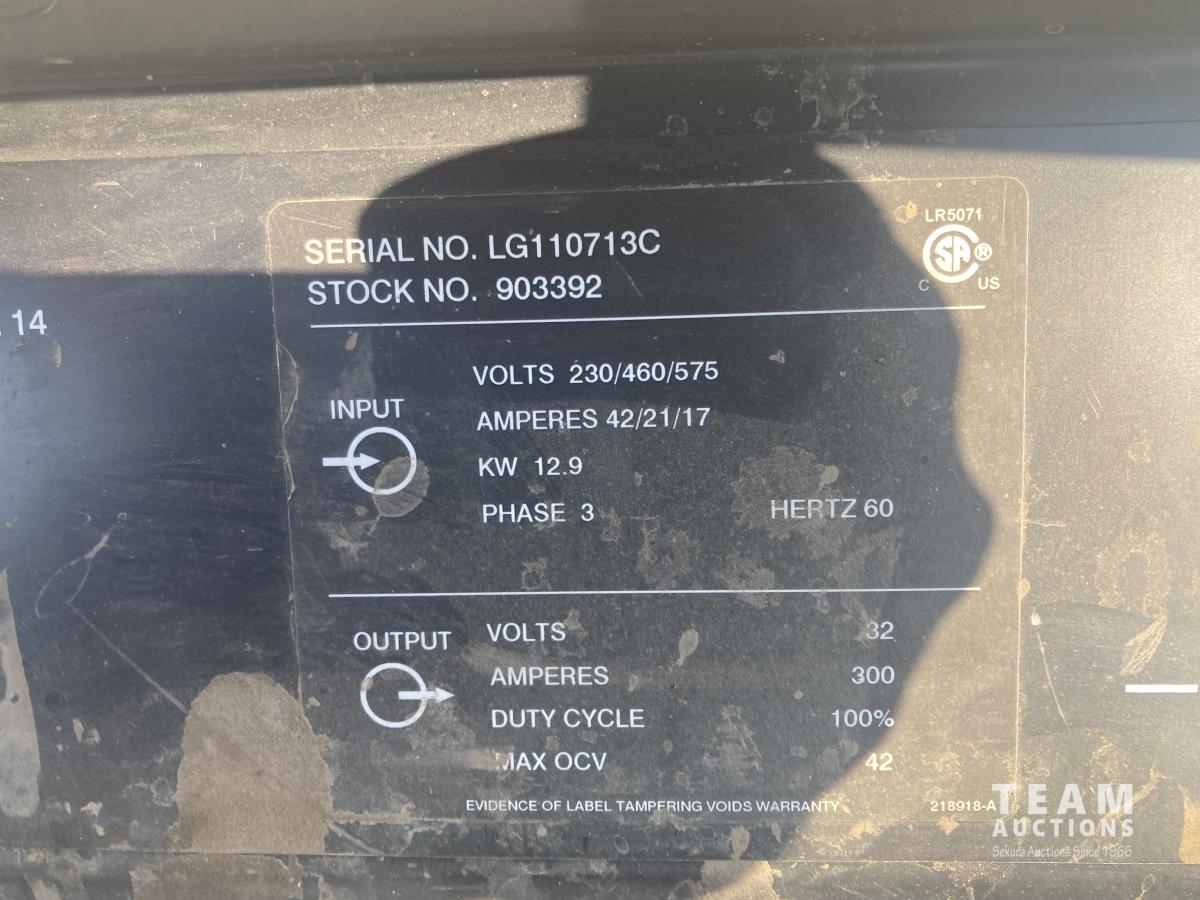 LR5071
SERIAL NO. LG110713C
SA ®
C US
STOCK NO. 903392
14
VOLTS 230/460/575
INPUT
AMPERES 42/21/17
KW 12.9
PHASE 3 HERTZ 60
OUTPUT
VOLTS 32
AMPERES 300
DUTY CYCLE 100%
MAX OCV 42
EVIDENCE OF LABEL TAMPERING VOIDS WARRANTY 218918-A
TEAM
AUCTIONS
Sekura Auctions Since 1966